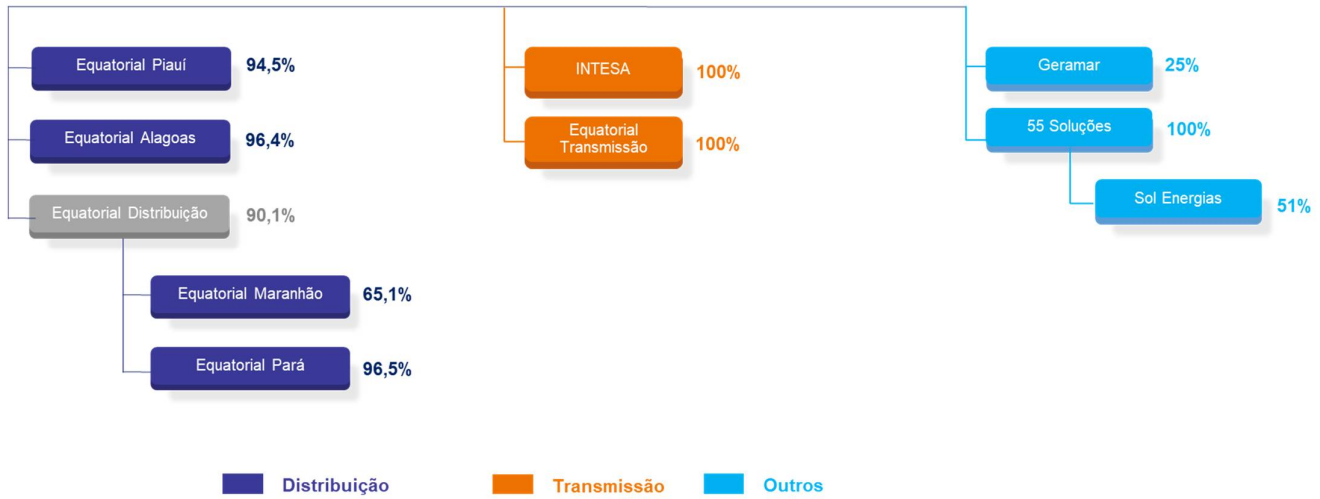 Equatorial Piauí
94,5%
Equatorial Alagoas
96,4%
Equatorial Distribuição
90,1%
Equatorial Maranhão
65,1%
Equatorial Pará
96,5%
INTESA
100%
Equatorial
Transmissão
100%
Geramar
25%
55 Soluções
100%
Sol Energias
51%
Distribuição
Transmissão
Outros